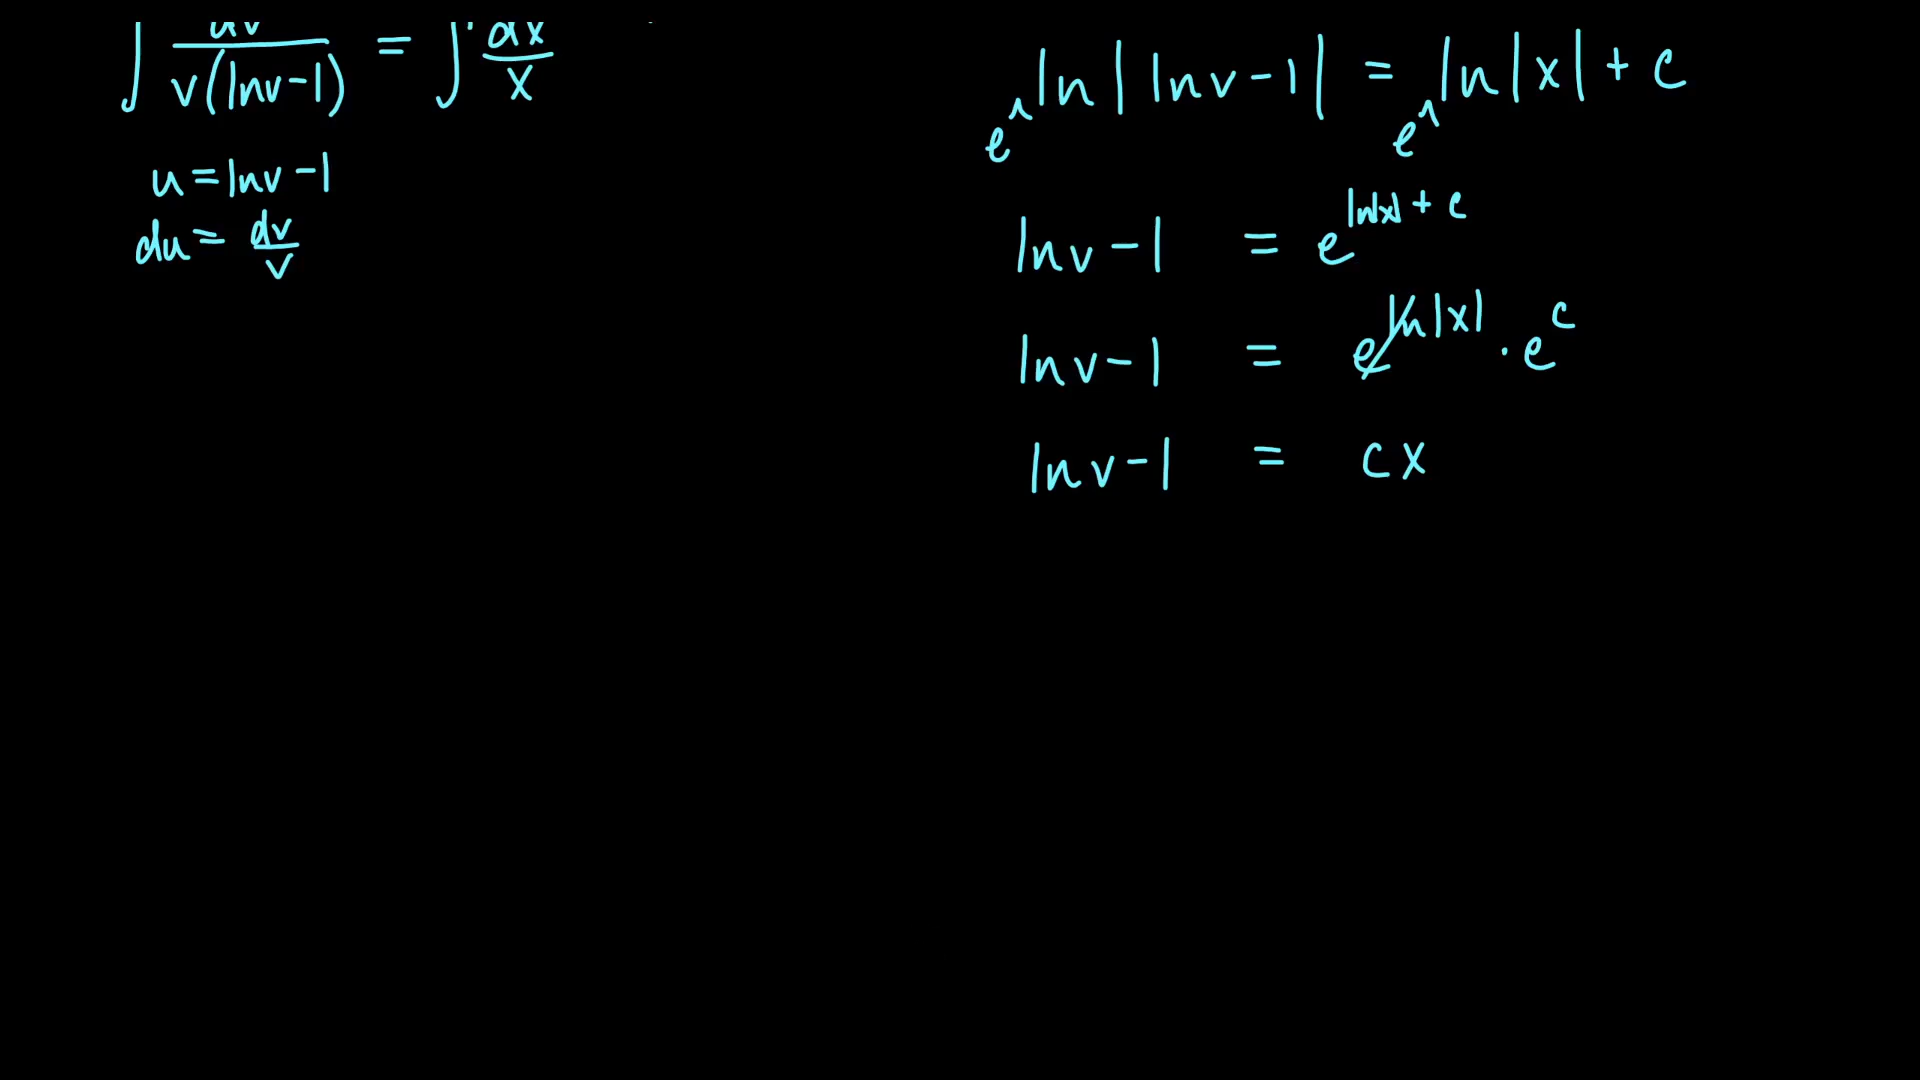 ∫ dv/(v(lnv-1)) = ∫ dx/x
u = lnv-1
du = dv/v
e^ln|lnv-1| = e^ln|x| + c
lnv-1 = e^(ln|x| + c)
lnv-1 = e^(ln|x|) · e^c
lnv-1 = cx